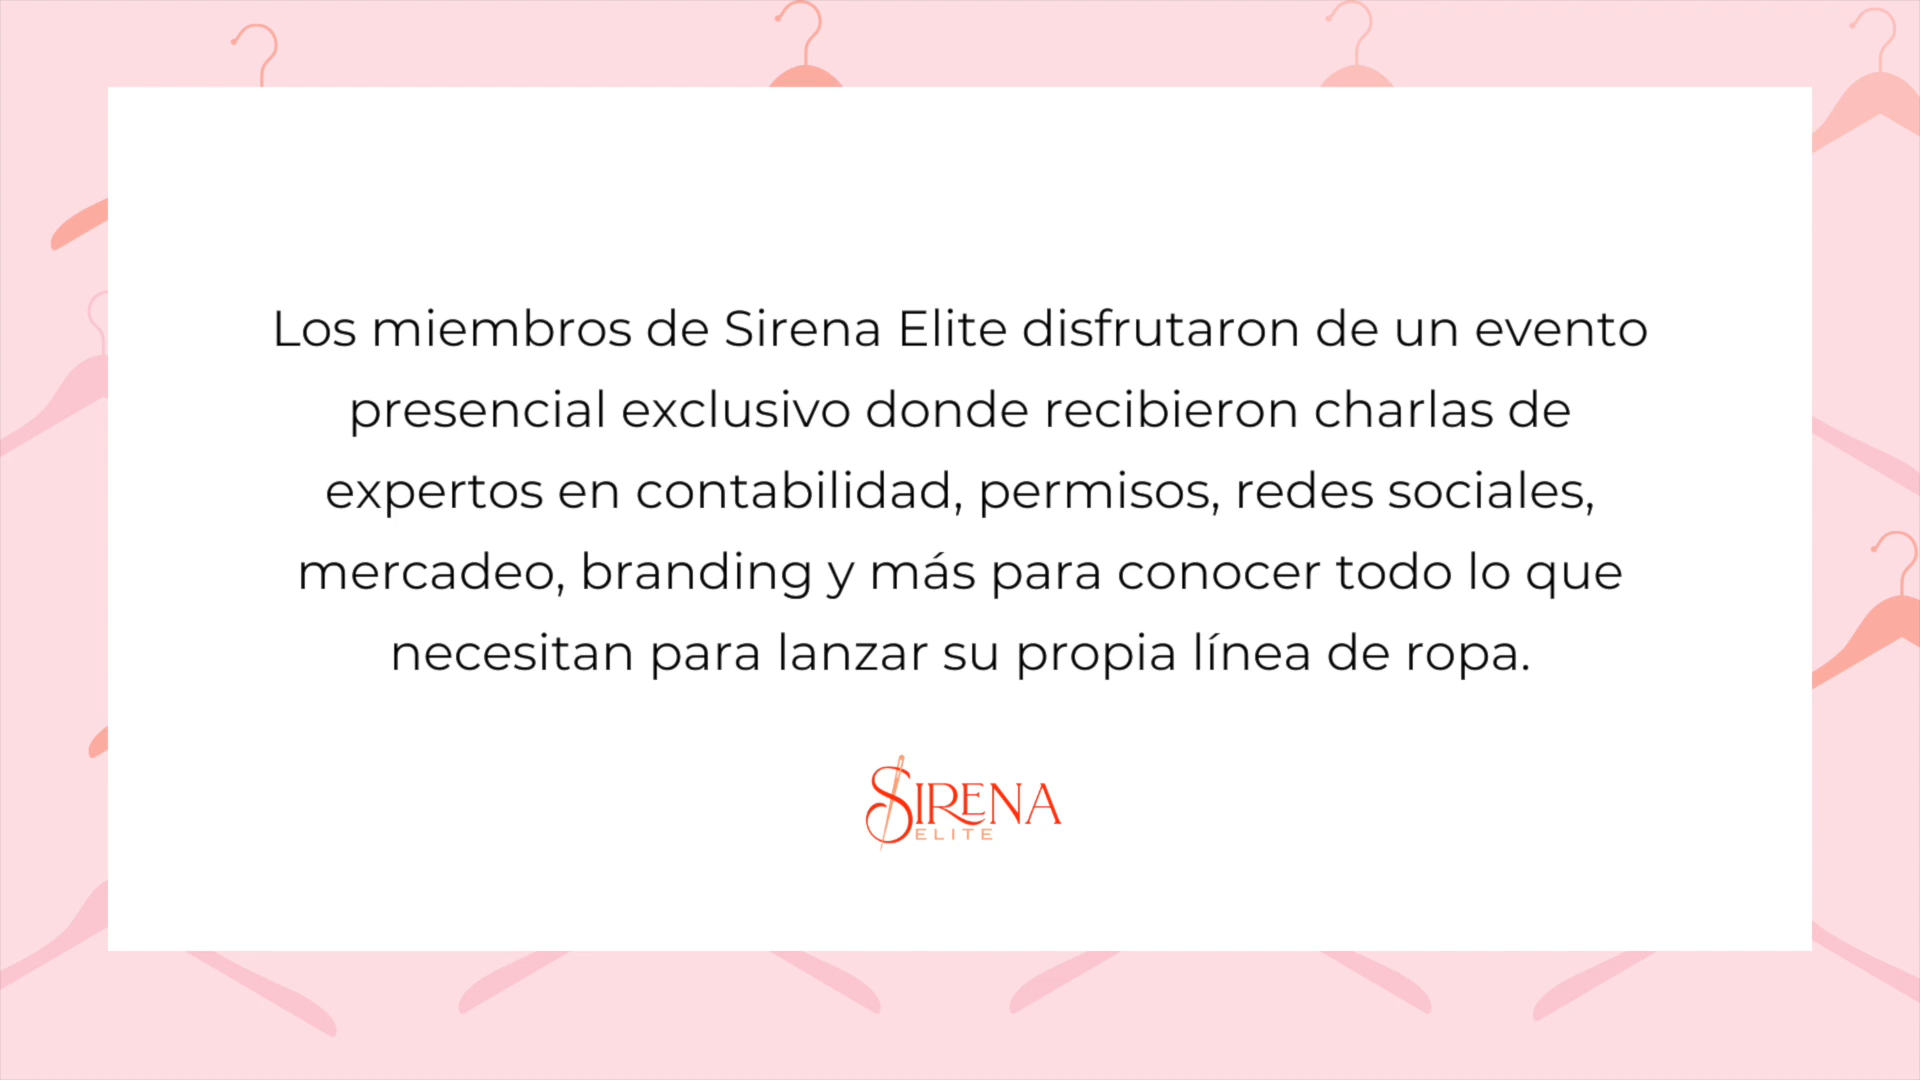 Los miembros de Sirena Elite disfrutaron de un evento
presencial exclusivo donde recibieron charlas de
expertos en contabilidad, permisos, redes sociales,
mercadeo, branding y más para conocer todo lo que
necesitan para lanzar su propia línea de ropa.
SIRENA
ELITE